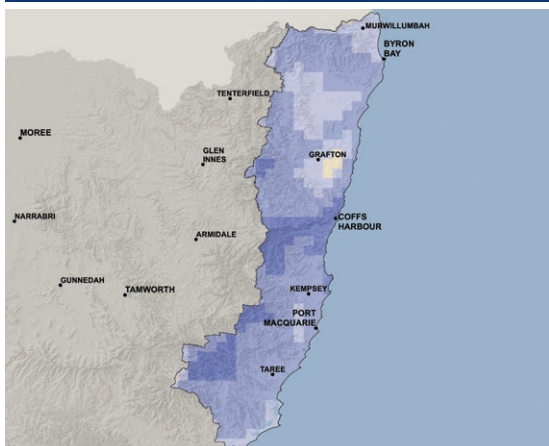 MURWILLUMBAH
BYRON
BAY
TENTERFIELD
MOREE
GLEN
INNES
GRAFTON
NARRABRI
COFFS
HARBOUR
ARMIDALE
GUNNEDAH
TAMWORTH
KEMPSEY
PORT
MACQUARIE
TAREE